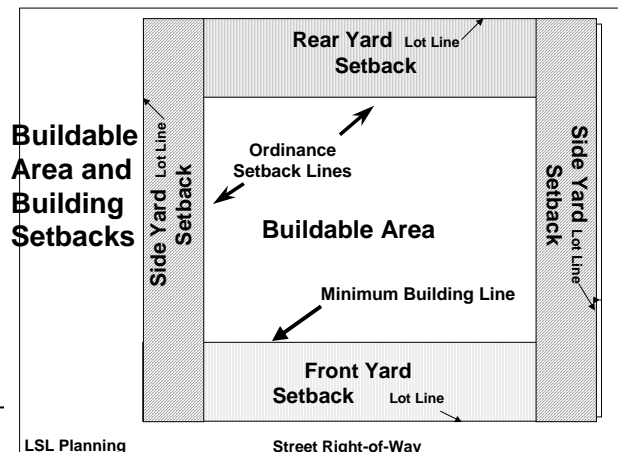 Rear Yard Lot Line
Setback
Buildable
Area and
Building
Setbacks
Side Yard Lot Line
Setback
Ordinance
Setback Lines
Side Yard Lot Line
Setback
Buildable Area
Minimum Building Line
Front Yard
Setback Lot Line
LSL Planning
Street Right-of-Way